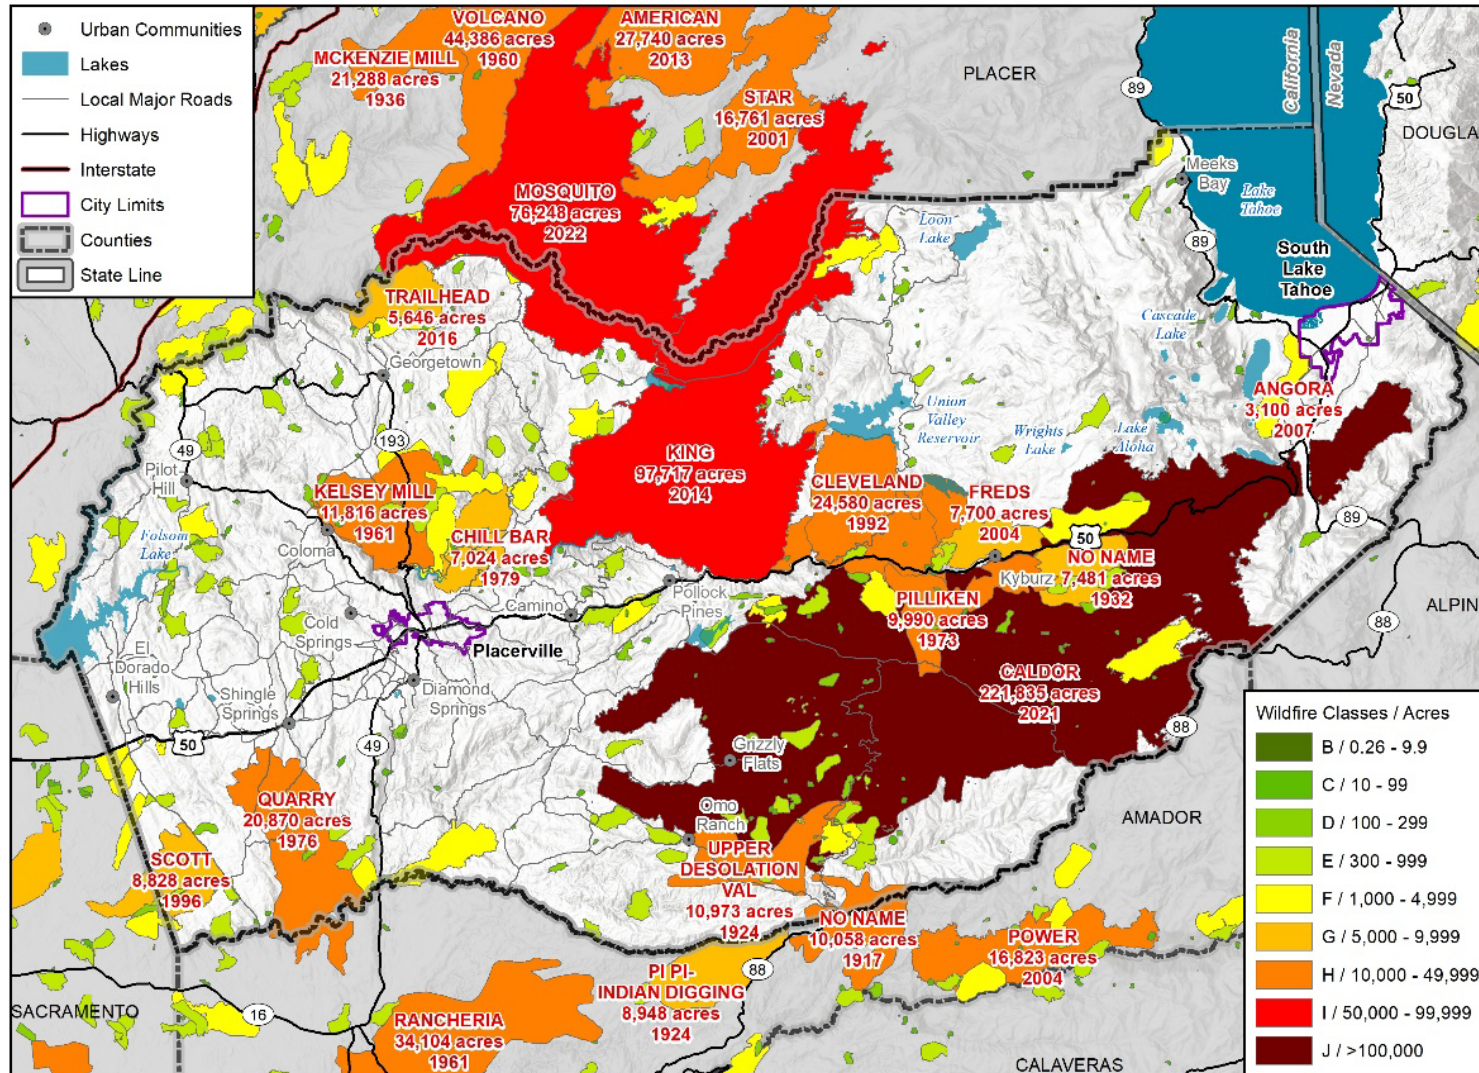 Urban Communities
Lakes
Local Major Roads
Highways
Interstate
City Limits
Counties
State Line
VOLCANO
44,386 acres
1960
AMERICAN
27,740 acres
2013
MCKENZIE MILL
21,288 acres
1936
STAR
16,761 acres
2001
PLACER
89
California
Nevada
50
DOUGLA
MOSQUITO
76,248 acres
2022
Meeks
Bay
Lake
Tahoe
Loon
Lake
89
South
Lake
Tahoe
TRAILHEAD
5,646 acres
2016
Georgetown
Cascade
Lake
ANGORA
3,100 acres
2007
Union
Valley
Reservoir
Wrights
Lake
Lake
Aloha
49
193
Pilot
Hill
KING
97,717 acres
2014
KELSEY MILL
11,816 acres
1961
CLEVELAND
24,580 acres
1992
FREDS
7,700 acres
2004
89
Folsom
Lake
Coloma
CHILI BAR
7,024 acres
1979
50
NO NAME
7,481 acres
1932
Kyburz
Pollock
Pines
Camino
PILLIKEN
9,990 acres
1973
ALPIN
88
Cold
Springs
Placerville
El
Dorado
Hills
Shingle
Springs
Diamond
Springs
CALDOR
221,835 acres
2021
88
50
49
Grizzly
Flats
Omo
Ranch
QUARRY
20,870 acres
1976
AMADOR
SCOTT
8,828 acres
1996
UPPER
DESOLATION
VAL
10,973 acres
1924
NO NAME
10,058 acres
1917
POWER
16,823 acres
2004
PI PI-
INDIAN DIGGING
8,948 acres
1924
88
SACRAMENTO
16
RANCHERIA
34,104 acres
1961
CALAVERAS
Wildfire Classes / Acres
B / 0.26 - 9.9
C / 10 - 99
D / 100 - 299
E / 300 - 999
F / 1,000 - 4,999
G / 5,000 - 9,999
H / 10,000 - 49,999
I / 50,000 - 99,999
J / >100,000